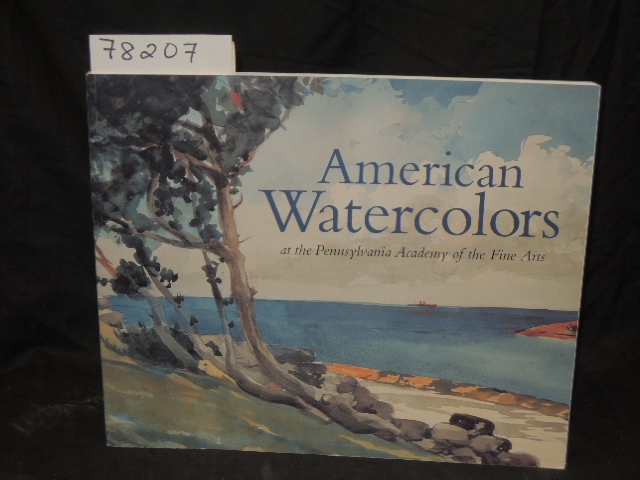 78207
American
Watercolors
at the Pennsylvania Academy of the Fine Arts